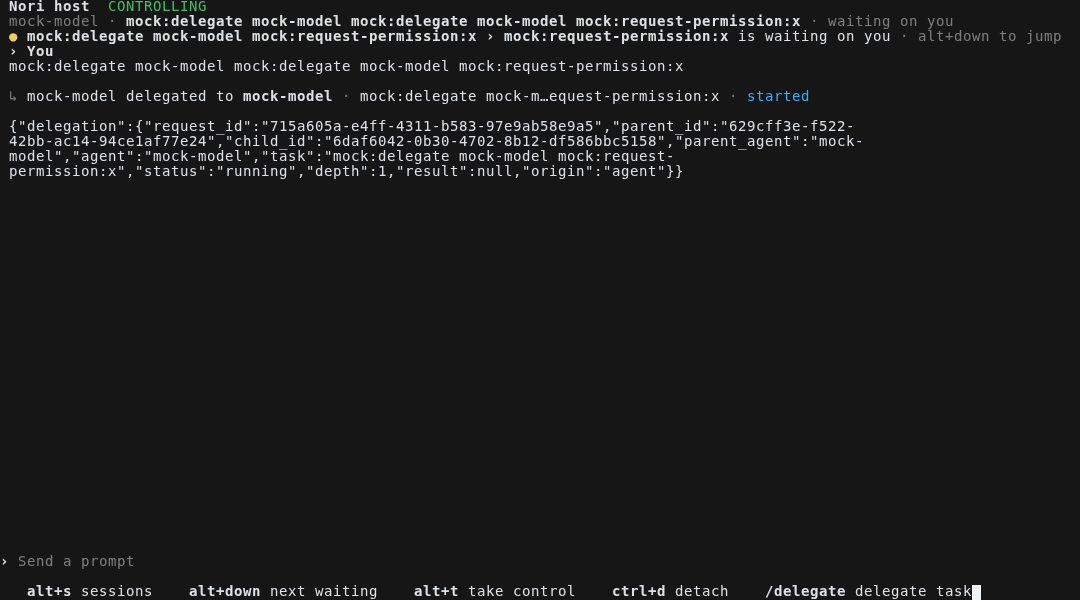 Nori host  CONTROLLING
mock-model · mock:delegate mock-model mock:delegate mock-model mock:request-permission:x · waiting on you
● mock:delegate mock-model mock:request-permission:x › mock:request-permission:x is waiting on you · alt+down to jump
› You
mock:delegate mock-model mock:delegate mock-model mock:request-permission:x
↳ mock-model delegated to mock-model · mock:delegate mock-m…equest-permission:x · started
{"delegation":{"request_id":"715a605a-e4ff-4311-b583-97e9ab58e9a5","parent_id":"629cff3e-f522-
42bb-ac14-94ce1af77e24","child_id":"6daf6042-0b30-4702-8b12-df586bbc5158","parent_agent":"mock-
model","agent":"mock-model","task":"mock:delegate mock-model mock:request-
permission:x","status":"running","depth":1,"result":null,"origin":"agent"}}
› Send a prompt
alt+s sessions    alt+down next waiting    alt+t take control    ctrl+d detach    /delegate delegate task